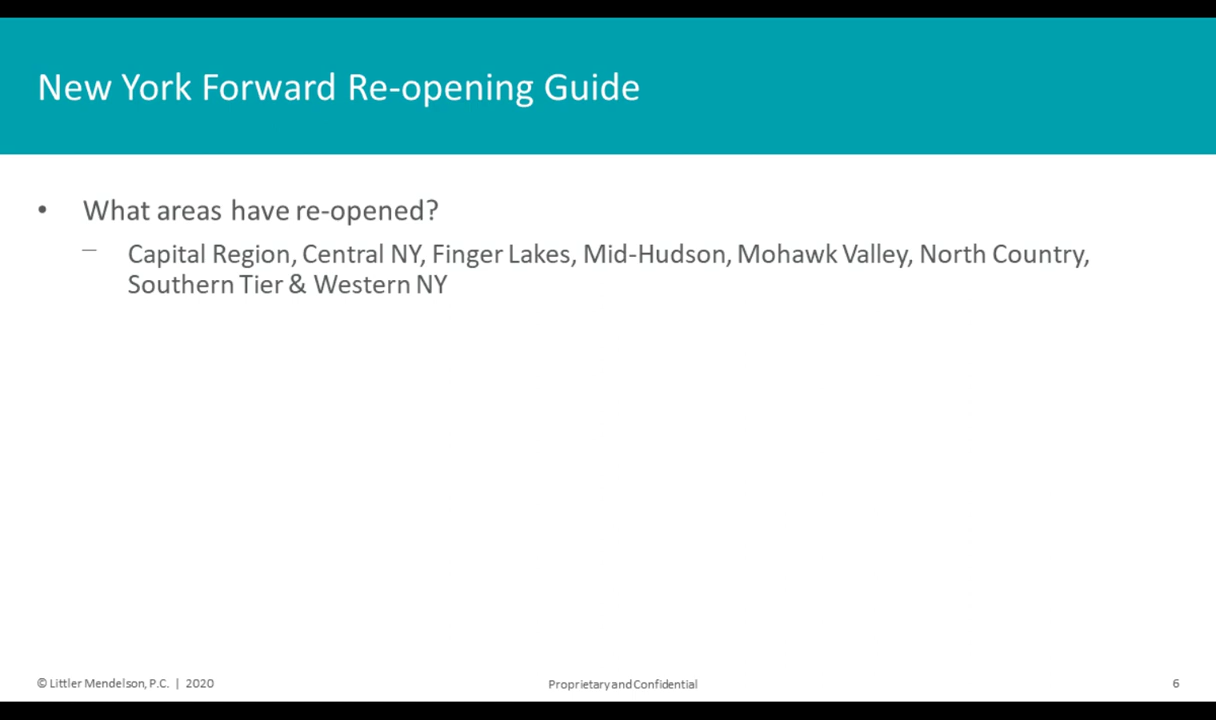 New York Forward Re-opening Guide
• What areas have re-opened?
– Capital Region, Central NY, Finger Lakes, Mid-Hudson, Mohawk Valley, North Country,
Southern Tier & Western NY
© Littler Mendelson, P.C. | 2020
Proprietary and Confidential
6